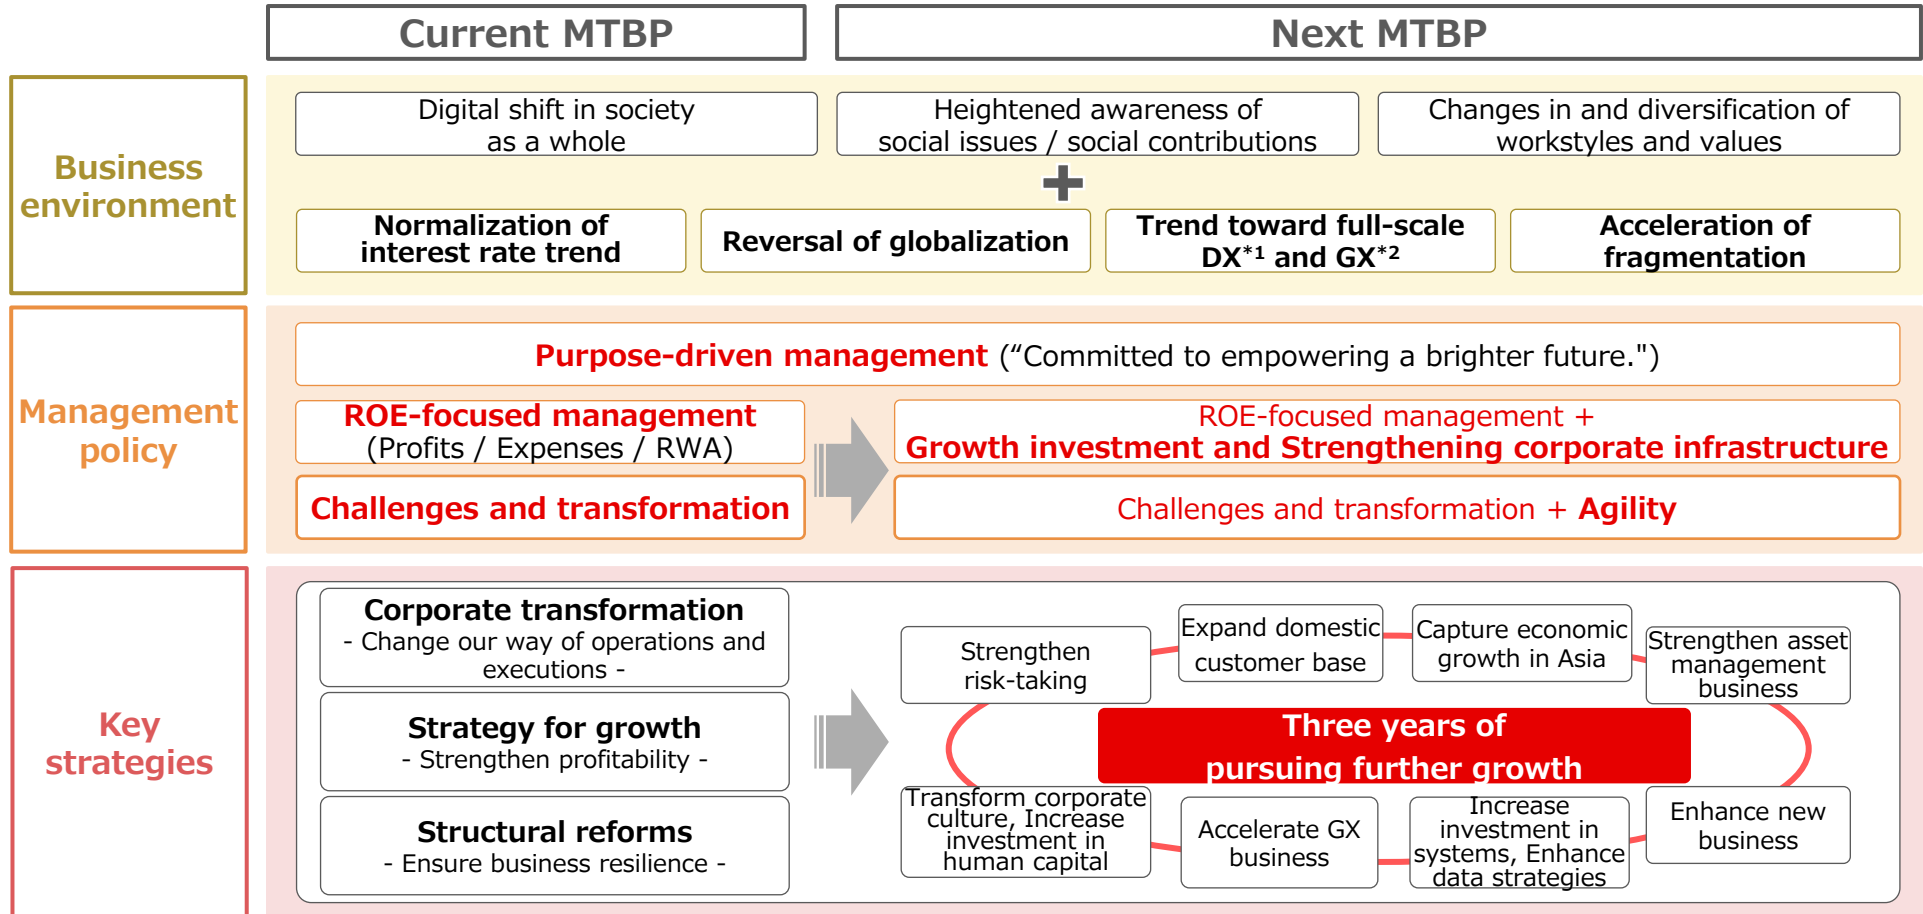 Current MTBP
Next MTBP
Business
environment
Digital shift in society
as a whole
Heightened awareness of
social issues / social contributions
Changes in and diversification of
workstyles and values
Normalization of
interest rate trend
Reversal of globalization
Trend toward full-scale
DX*1 and GX*2
Acceleration of
fragmentation
Management
policy
Purpose-driven management (“Committed to empowering a brighter future.")
ROE-focused management
(Profits / Expenses / RWA)
ROE-focused management +
Growth investment and Strengthening corporate infrastructure
Challenges and transformation
Challenges and transformation + Agility
Key
strategies
Corporate transformation
- Change our way of operations and
executions -
Strategy for growth
- Strengthen profitability -
Structural reforms
- Ensure business resilience -
Strengthen
risk-taking
Expand domestic
customer base
Capture economic
growth in Asia
Strengthen asset
management
business
Three years of
pursuing further growth
Transform corporate
culture, Increase
investment in
human capital
Accelerate GX
business
Increase
investment in
systems, Enhance
data strategies
Enhance new
business